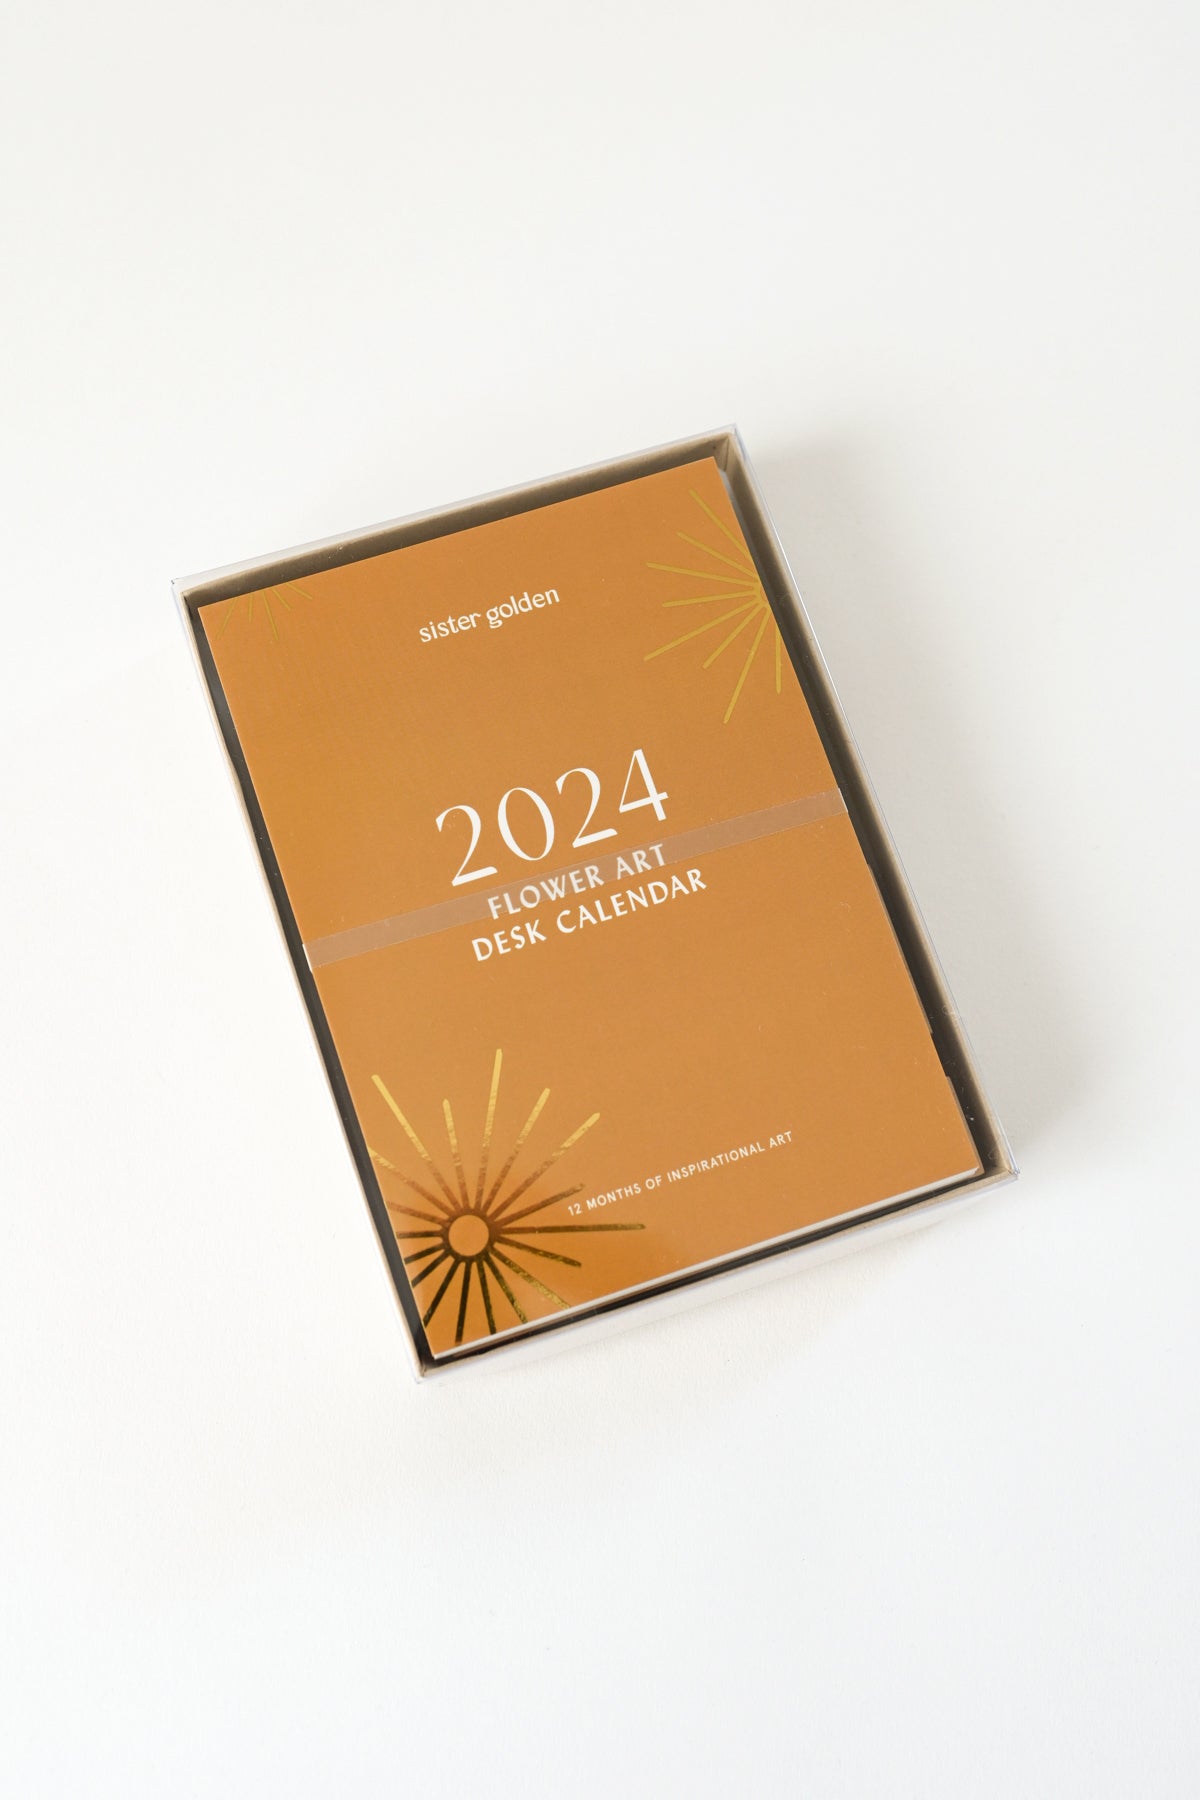 sister golden
2024
FLOWER ART
DESK CALENDAR
12 MONTHS OF INSPIRATIONAL ART